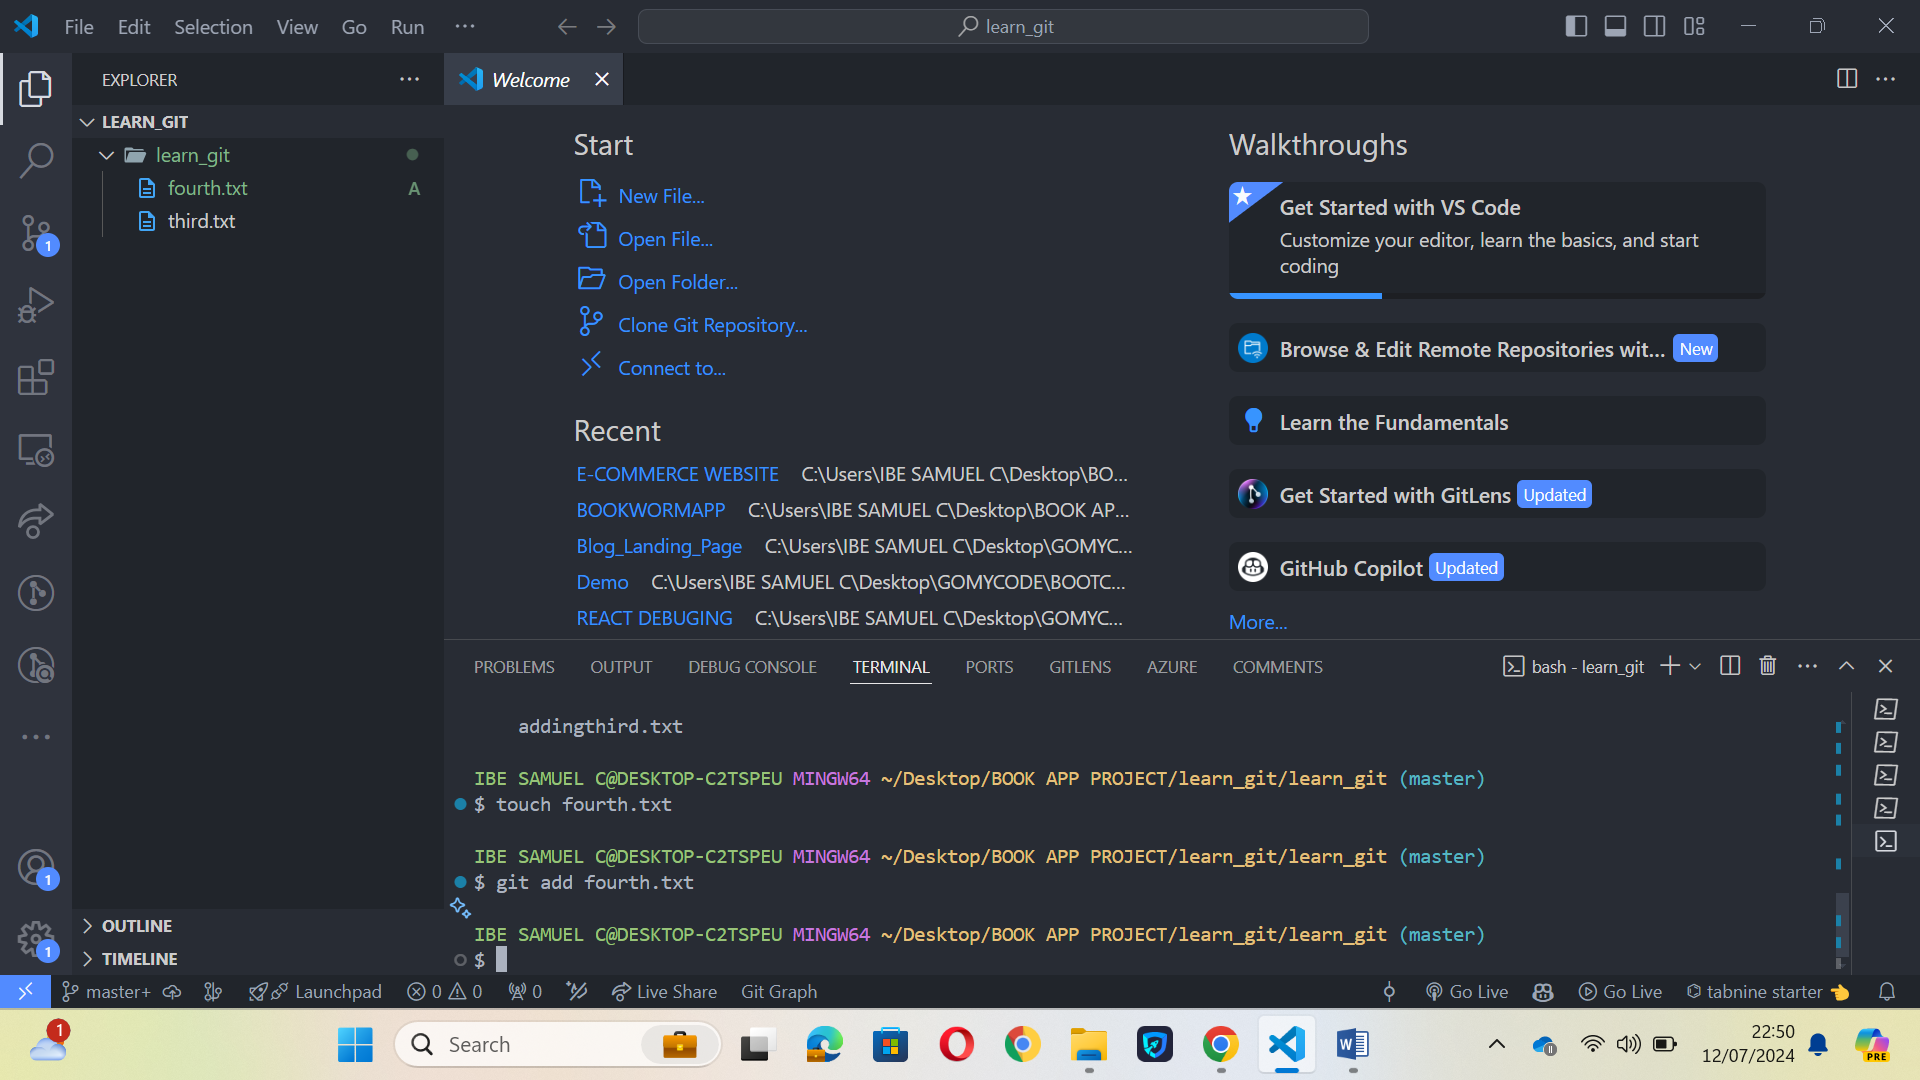 File Edit Selection View Go Run ...
learn_git
EXPLORER
Welcome
LEARN_GIT
learn_git
fourth.txt A
third.txt
Start
New File...
Open File...
Open Folder...
Clone Git Repository...
Connect to...
Recent
E-COMMERCE WEBSITE C:\Users\IBE SAMUEL C\Desktop\BO...
BOOKWORMAPP C:\Users\IBE SAMUEL C\Desktop\BOOK AP...
Blog_Landing_Page C:\Users\IBE SAMUEL C\Desktop\GOMYC...
Demo C:\Users\IBE SAMUEL C\Desktop\GOMYCODE\BOOTC...
REACT DEBUGING C:\Users\IBE SAMUEL C\Desktop\GOMYC...
Walkthroughs
Get Started with VS Code
Customize your editor, learn the basics, and start
coding
Browse & Edit Remote Repositories wit... New
Learn the Fundamentals
Get Started with GitLens Updated
GitHub Copilot Updated
More...
1
1
1
OUTLINE
TIMELINE
PROBLEMS OUTPUT DEBUG CONSOLE TERMINAL PORTS GITLENS AZURE COMMENTS
bash - learn_git
addingthird.txt
IBE SAMUEL C@DESKTOP-C2TSPEU MINGW64 ~/Desktop/BOOK APP PROJECT/learn_git/learn_git (master)
$ touch fourth.txt
IBE SAMUEL C@DESKTOP-C2TSPEU MINGW64 ~/Desktop/BOOK APP PROJECT/learn_git/learn_git (master)
$ git add fourth.txt
IBE SAMUEL C@DESKTOP-C2TSPEU MINGW64 ~/Desktop/BOOK APP PROJECT/learn_git/learn_git (master)
$
master+ Launchpad 0 0 0 Live Share Git Graph
Go Live Go Live tabnine starter
1
Search
22:50
12/07/2024
PRE